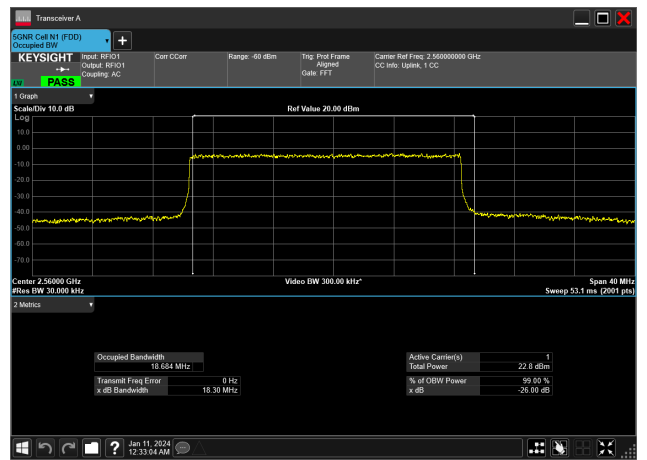 Transceiver A
5GNR Cell N1 (FDD)
Occupied BW
KEYSIGHT Input: RFIO1 Corr CCorr Range: -60 dBm Trig: Prot Frame Carrier Ref Freq: 2.560000000 GHz
Output: RFIO1 Aligned CC Info: Uplink, 1 CC
Coupling: AC Gate: FFT
PASS
1 Graph
Scale/Div 10.0 dB Ref Value 20.00 dBm
Log
10.0
0.00
-10.0
-20.0
-30.0
-40.0
-50.0
-60.0
-70.0
Center 2.56000 GHz Video BW 300.00 kHz* Span 40 MHz
#Res BW 30.000 kHz Sweep 53.1 ms (2001 pts)
2 Metrics
Occupied Bandwidth Active Carrier(s) 1
18.684 MHz Total Power 22.8 dBm
Transmit Freq Error 0 Hz % of OBW Power 99.00 %
x dB Bandwidth 18.30 MHz x dB -26.00 dB
Jan 11, 2024
12:33:04 AM